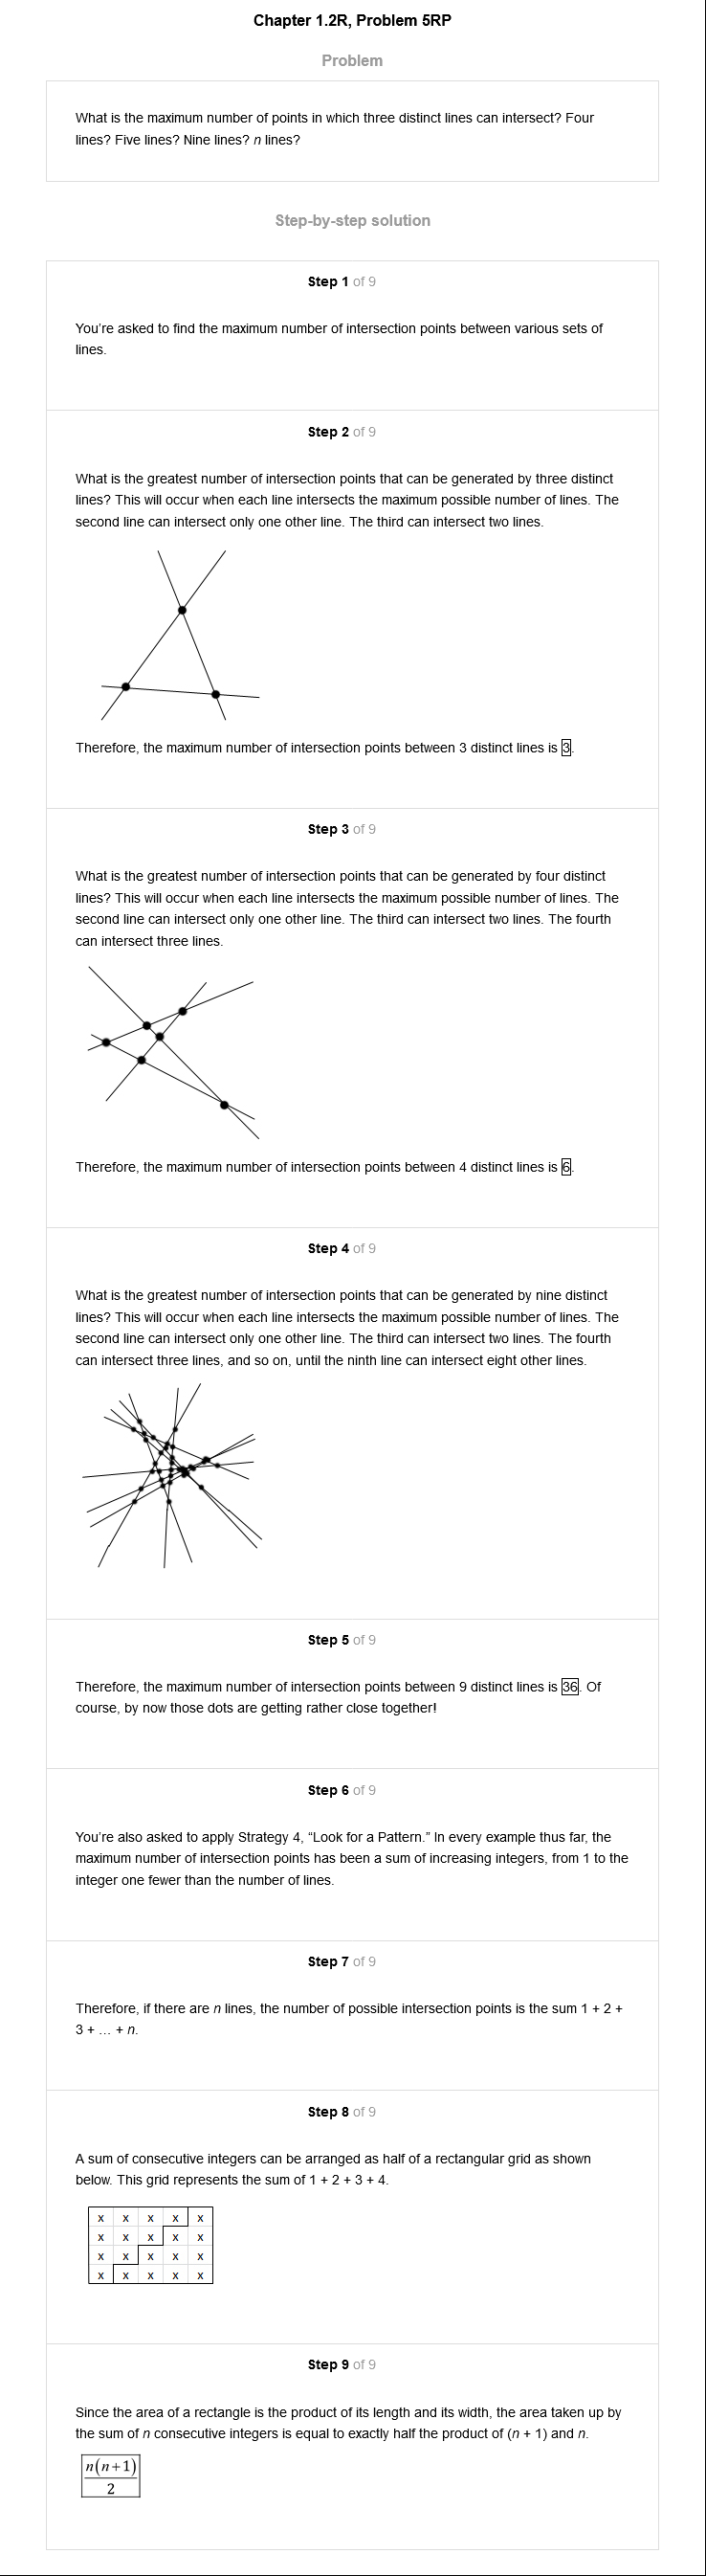 Chapter 1.2R, Problem 5RP
Problem
What is the maximum number of points in which three distinct lines can intersect? Four
lines? Five lines? Nine lines? n lines?
Step-by-step solution
Step 1 of 9
You're asked to find the maximum number of intersection points between various sets of
lines.
Step 2 of 9
What is the greatest number of intersection points that can be generated by three distinct
lines? This will occur when each line intersects the maximum possible number of lines. The
second line can intersect only one other line. The third can intersect two lines.
Therefore, the maximum number of intersection points between 3 distinct lines is 3.
Step 3 of 9
What is the greatest number of intersection points that can be generated by four distinct
lines? This will occur when each line intersects the maximum possible number of lines. The
second line can intersect only one other line. The third can intersect two lines. The fourth
can intersect three lines.
Therefore, the maximum number of intersection points between 4 distinct lines is 6.
Step 4 of 9
What is the greatest number of intersection points that can be generated by nine distinct
lines? This will occur when each line intersects the maximum possible number of lines. The
second line can intersect only one other line. The third can intersect two lines. The fourth
can intersect three lines, and so on, until the ninth line can intersect eight other lines.
Step 5 of 9
Therefore, the maximum number of intersection points between 9 distinct lines is 36. Of
course, by now those dots are getting rather close together!
Step 6 of 9
You're also asked to apply Strategy 4, “Look for a Pattern.” In every example thus far, the
maximum number of intersection points has been a sum of increasing integers, from 1 to the
integer one fewer than the number of lines.
Step 7 of 9
Therefore, if there are n lines, the number of possible intersection points is the sum 1 + 2 +
3 + … + n.
Step 8 of 9
A sum of consecutive integers can be arranged as half of a rectangular grid as shown
below. This grid represents the sum of 1 + 2 + 3 + 4.
x x x x x
x x x x x
x x x x x
x x x x x
Step 9 of 9
Since the area of a rectangle is the product of its length and its width, the area taken up by
the sum of n consecutive integers is equal to exactly half the product of (n + 1) and n.
n(n+1)
2